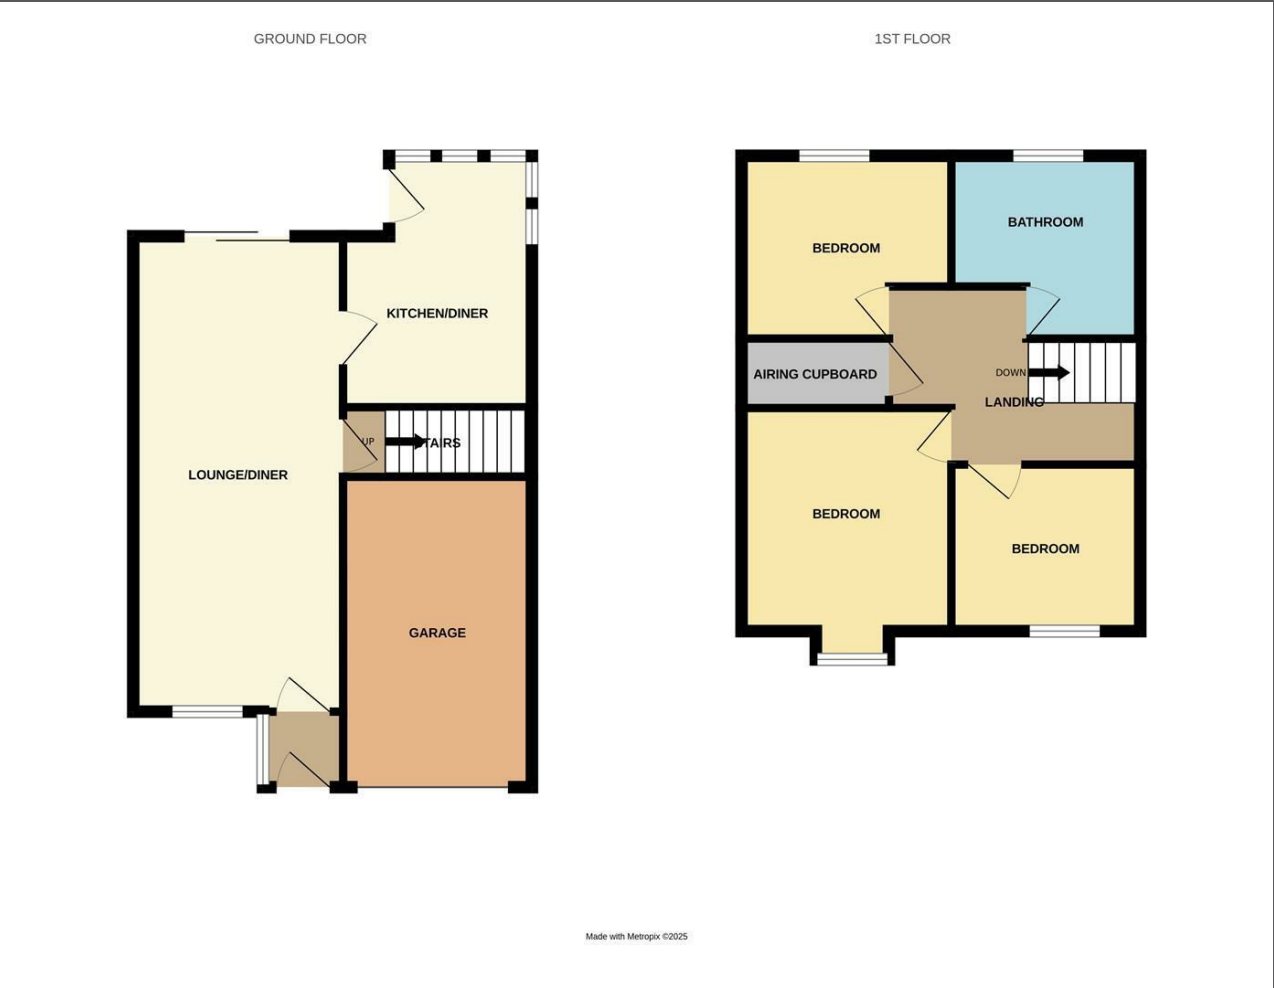 GROUND FLOOR
1ST FLOOR
KITCHEN/DINER
UP
STAIRS
LOUNGE/DINER
GARAGE
BEDROOM
BATHROOM
AIRING CUPBOARD
DOWN
LANDING
BEDROOM
BEDROOM
Made with Metropix ©2025